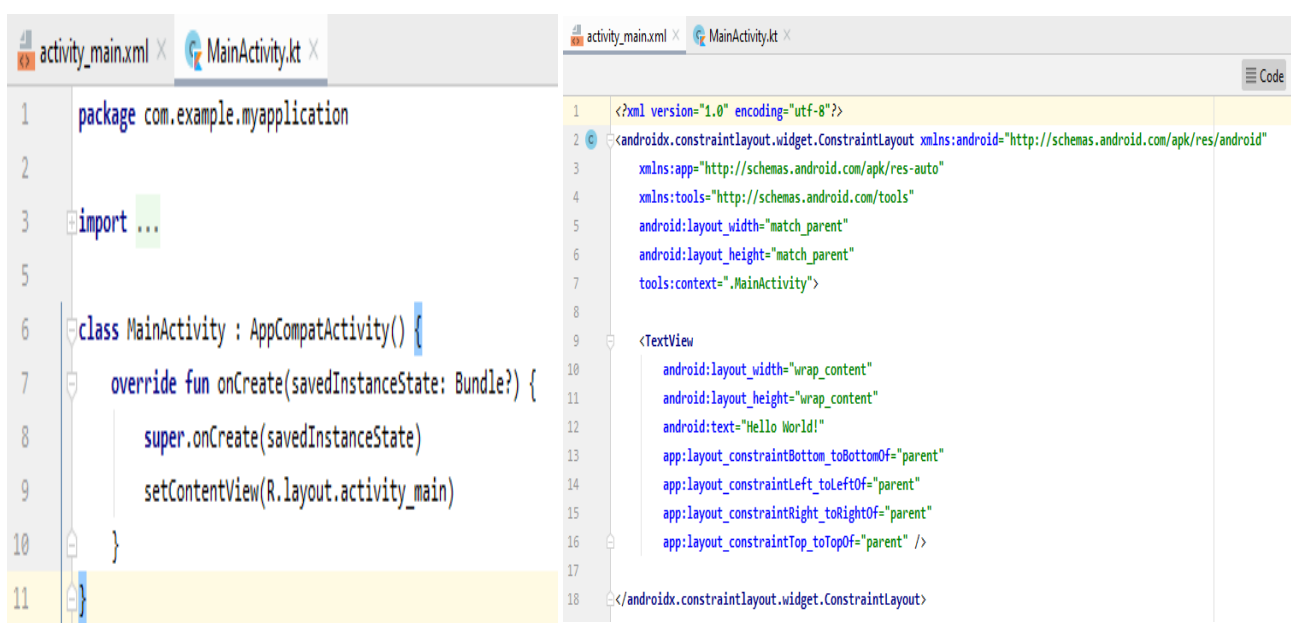 activity_main.xml × MainActivity.kt ×
1 package com.example.myapplication
2
3 import ...
5
6 class MainActivity : AppCompatActivity() {
7 override fun onCreate(savedInstanceState: Bundle?) {
8 super.onCreate(savedInstanceState)
9 setContentView(R.layout.activity_main)
10 }
11 }
activity_main.xml × MainActivity.kt ×
Code
1 <?xml version="1.0" encoding="utf-8"?>
2 <androidx.constraintlayout.widget.ConstraintLayout xmlns:android="http://schemas.android.com/apk/res/android"
3 xmlns:app="http://schemas.android.com/apk/res-auto"
4 xmlns:tools="http://schemas.android.com/tools"
5 android:layout_width="match_parent"
6 android:layout_height="match_parent"
7 tools:context=".MainActivity">
8
9 <TextView
10 android:layout_width="wrap_content"
11 android:layout_height="wrap_content"
12 android:text="Hello World!"
13 app:layout_constraintBottom_toBottomOf="parent"
14 app:layout_constraintLeft_toLeftOf="parent"
15 app:layout_constraintRight_toRightOf="parent"
16 app:layout_constraintTop_toTopOf="parent" />
17
18 </androidx.constraintlayout.widget.ConstraintLayout>